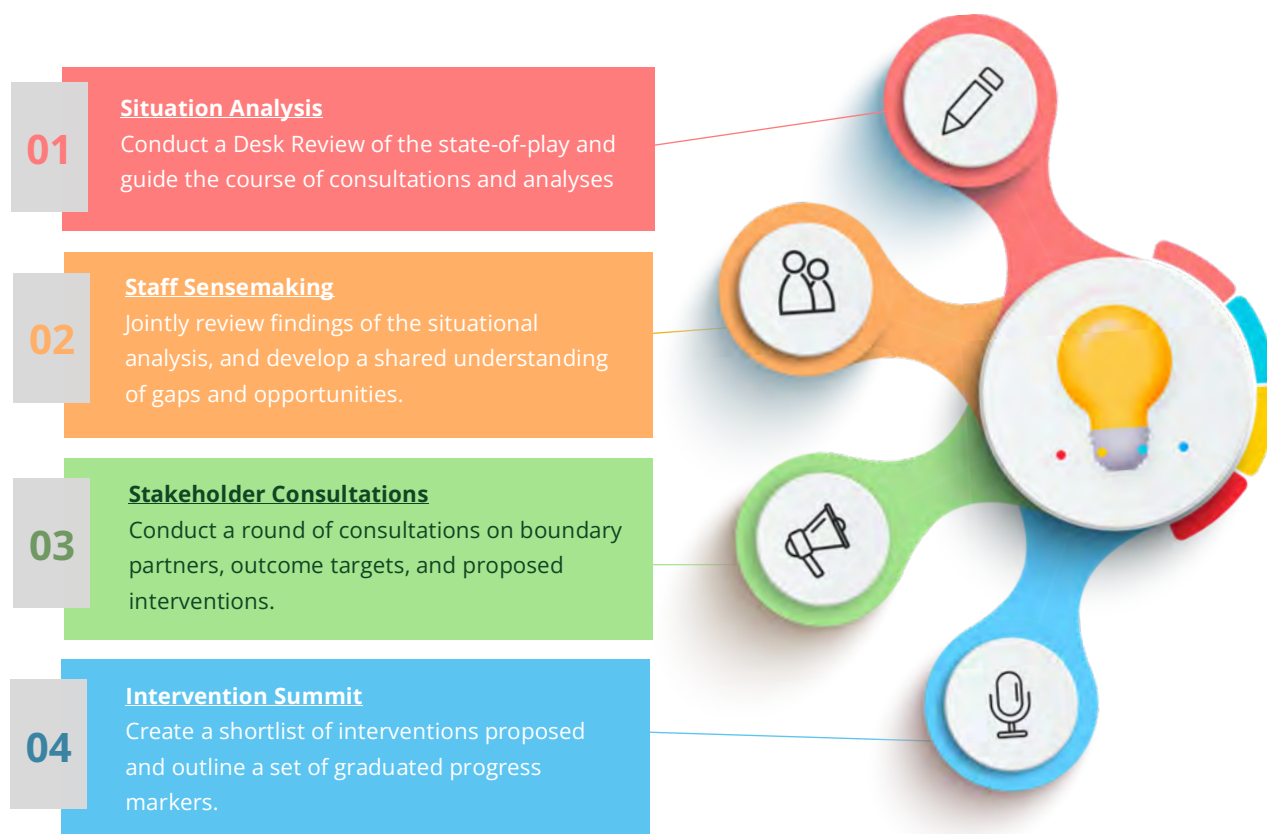 01
Situation Analysis
Conduct a Desk Review of the state-of-play and
guide the course of consultations and analyses
02
Staff Sensemaking
Jointly review findings of the situational
analysis, and develop a shared understanding
of gaps and opportunities.
03
Stakeholder Consultations
Conduct a round of consultations on boundary
partners, outcome targets, and proposed
interventions.
04
Intervention Summit
Create a shortlist of interventions proposed
and outline a set of graduated progress
markers.